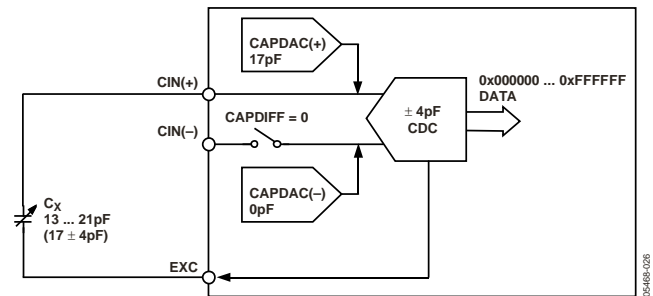 CAPDAC(+)
17pF
0x000000 ... 0xFFFFFF
DATA
CIN(+)
CAPDIFF = 0
± 4pF
CDC
CIN(–)
CAPDAC(–)
0pF
CX
13 ... 21pF
(17 ± 4pF)
EXC
05468-026